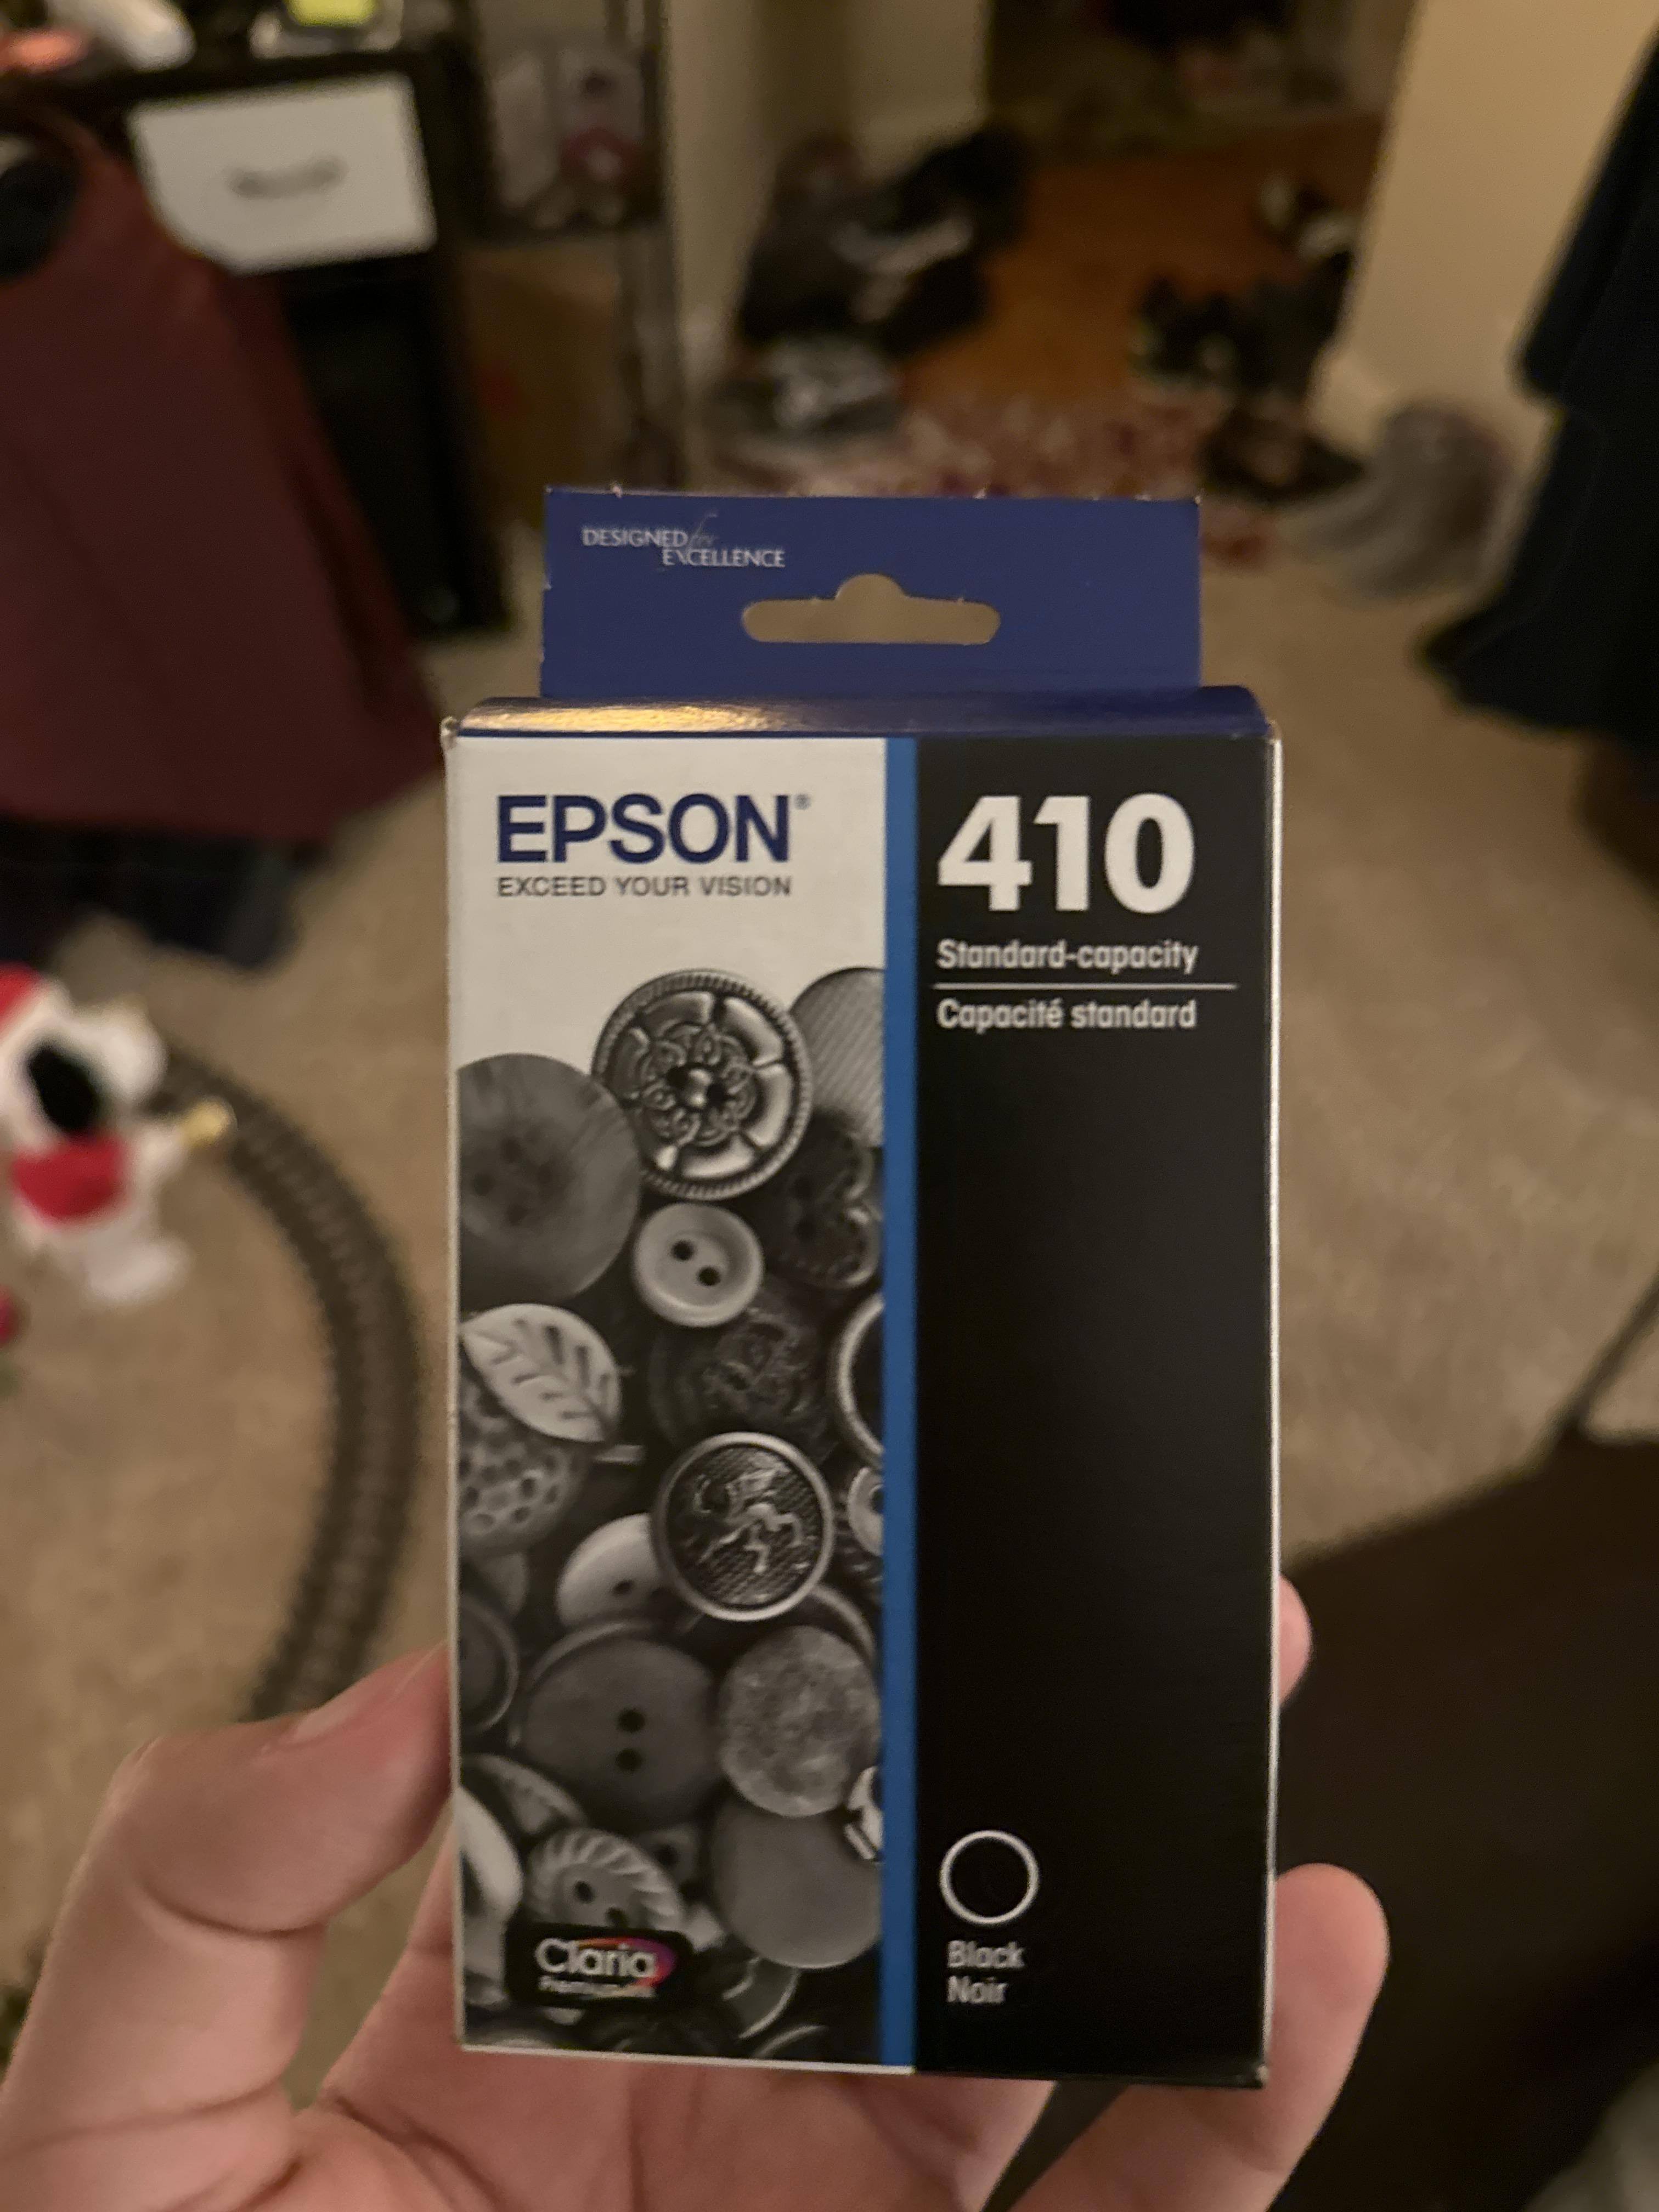 DESIGNED for
EXCELLENCE
EPSON®
EXCEED YOUR VISION
410
Standard-capacity
Capacité standard
Claria
Black
Noir